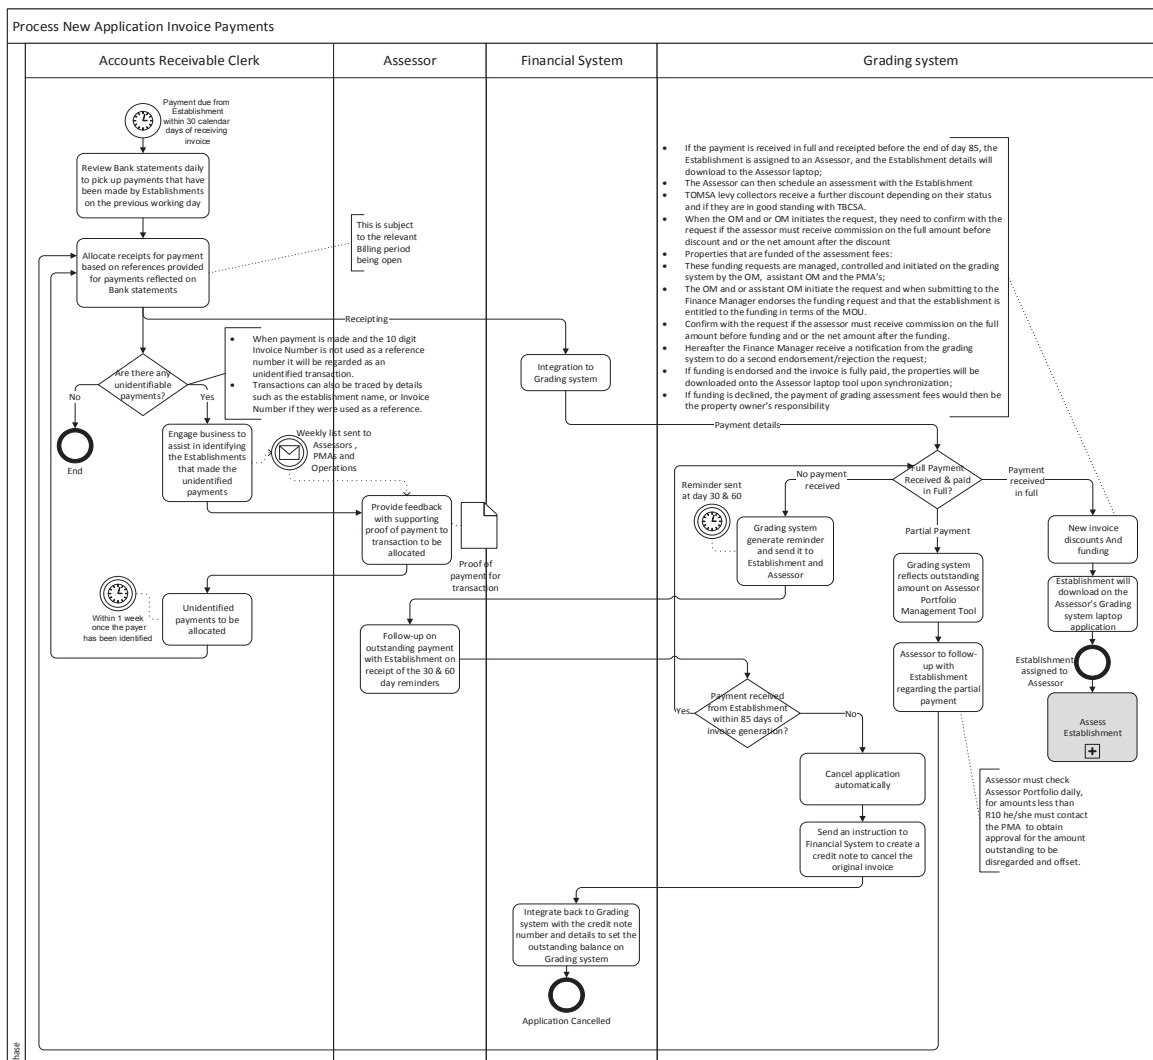 Process New Application Invoice Payments
Accounts Receivable Clerk
Assessor
Financial System
Grading system
Payment due from
Establishment
within 30 calendar
days of receiving
invoice
Review Bank statements daily
to pick up payments that have
been made by Establishments
on the previous working day
Allocate receipts for payment
based on references provided
for payments reflected on
Bank statements
This is subject
to the relevant
Billing period
being open
• If the payment is received in full and receipted before the end of day 85, the
Establishment is assigned to an Assessor, and the Establishment details will
download to the Assessor laptop;
• The Assessor can then schedule an assessment with the Establishment
• TOMSA levy collectors receive a further discount depending on their status
and if they are in good standing with TBCSA.
• When the OM and or OM initiates the request, they need to confirm with the
request if the assessor must receive commission on the full amount before
discount and or the net amount after the discount
• Properties that are funded of the assessment fees:
• These funding requests are managed, controlled and initiated on the grading
system by the OM, assistant OM and the PMA's;
• The OM and or assistant OM initiate the request and when submitting to the
Finance Manager endorses the funding request and that the establishment is
entitled to the funding in terms of the MOU.
• Confirm with the request if the assessor must receive commission on the full
amount before funding and or the net amount after the funding.
• Hereafter the Finance Manager receive a notification from the grading
system to do a second endorsement/rejection the request;
• If funding is endorsed and the invoice is fully paid, the properties will be
downloaded onto the Assessor laptop tool upon synchronization;
• If funding is declined, the payment of grading assessment fees would then be
the property owner's responsibility
Receipting
• When payment is made and the 10 digit
Invoice Number is not used as a reference
number it will be regarded as an
unidentified transaction.
• Transactions can also be traced by details
such as the establishment name, or Invoice
Number if they were used as a reference.
Are there any
unidentifiable
payments?
No
Yes
End
Integration to
Grading system
Payment details
Engage business to
assist in identifying
the Establishments
that made the
unidentified
payments
Weekly list sent to
Assessors ,
PMAs and
Operations
Provide feedback
with supporting
proof of payment to
transaction to be
allocated
Proof of
payment for
transaction
Full Payment
Received & paid
in Full?
No payment
received
Payment
received
in full
Partial Payment
Reminder sent
at day 30 & 60
Grading system
generate reminder
and send it to
Establishment and
Assessor
Grading system
reflects outstanding
amount on Assessor
Portfolio
Management Tool
New invoice
discounts And
funding
Establishment will
download on the
Assessor's Grading
system laptop
application
Within 1 week
once the payer
has been identified
Unidentified
payments to be
allocated
Follow-up on
outstanding payment
with Establishment on
receipt of the 30 & 60
day reminders
Assessor to follow-
up with
Establishment
regarding the partial
payment
Establishment
assigned to
Assessor
Assess
Establishment
Payment received
from Establishment
within 85 days of
invoice generation?
Yes
No
Cancel application
automatically
Send an instruction to
Financial System to create a
credit note to cancel the
original invoice
Assessor must check
Assessor Portfolio daily,
for amounts less than
R10 he/she must contact
the PMA to obtain
approval for the amount
outstanding to be
disregarded and offset.
Integrate back to Grading
system with the credit note
number and details to set the
outstanding balance on
Grading system
Application Cancelled
hase